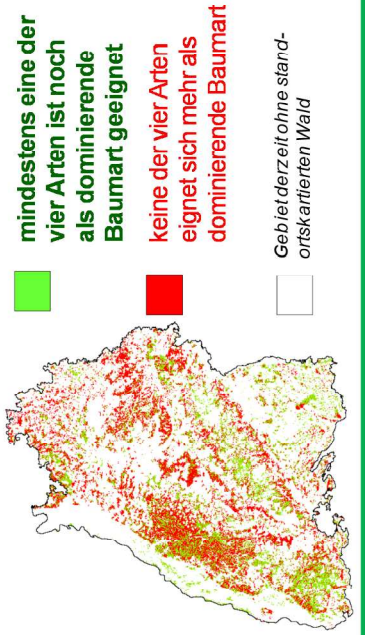 mindestens eine der
vier Arten ist noch
als dominierende
Baumart geeignet
keine der vier Arten
eignet sich mehr als
dominierende Baumart
Gebiet derzeit ohne stand-
ortskartierten Wald